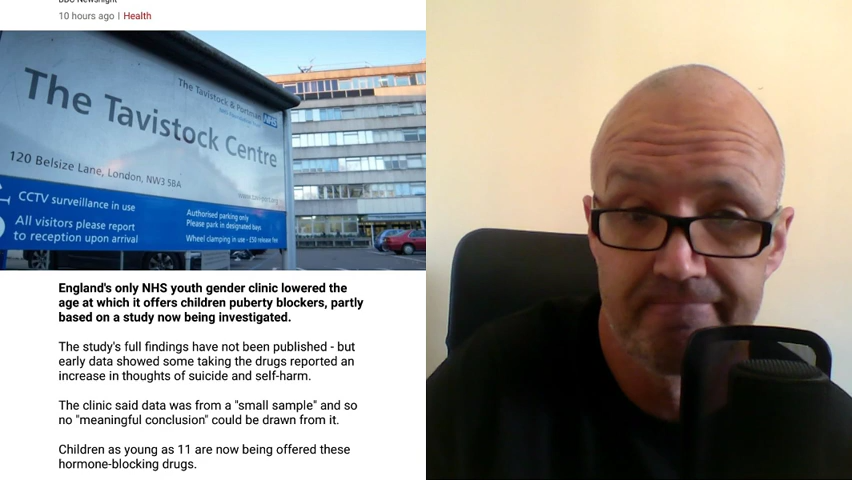 BBC Newsnight
10 hours ago | Health
The Tavistock & Portman NHS
The Tavistock Centre
120 Belsize Lane, London, NW3 5BA
CCTV surveillance in use
All visitors please report
to reception upon arrival
Authorised parking only
Please park in designated bays
Wheel clamping in use - £50 release fee
England's only NHS youth gender clinic lowered the
age at which it offers children puberty blockers, partly
based on a study now being investigated.
The study's full findings have not been published - but
early data showed some taking the drugs reported an
increase in thoughts of suicide and self-harm.
The clinic said data was from a "small sample" and so
no "meaningful conclusion" could be drawn from it.
Children as young as 11 are now being offered these
hormone-blocking drugs.